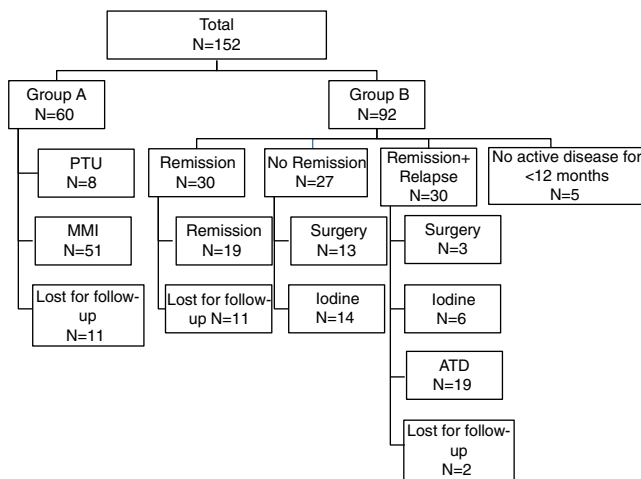 Total
N=152
Group A
N=60
Group B
N=92
PTU
N=8
MMI
N=51
Lost for follow-
up
N=11
Remission
N=30
Remission
N=19
Lost for follow-
up N=11
No Remission
N=27
Surgery
N=13
Iodine
N=14
Remission+
Relapse
N=30
Surgery
N=3
Iodine
N=6
ATD
N=19
Lost for follow-
up
N=2
No active disease for
<12 months
N=5